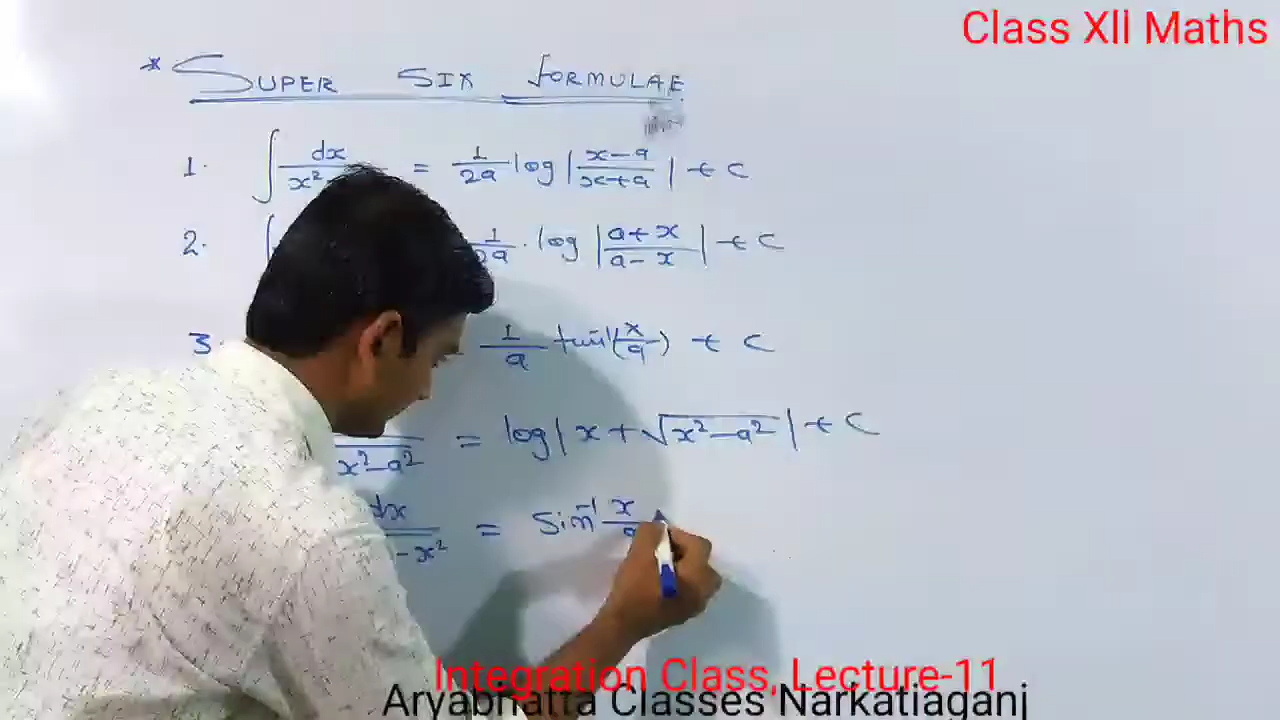 Class Xll Maths
* SUPER SIX FORMULAE
1. ∫ dx/x² = 1/2a log |x-a/x+a| + C
2. ∫ 1/2a . log |a+x/a-x| + C
3. 1/a tan⁻¹(x/a) + C
√x²-a² = log | x + √x²-a² | + C
dx/-x² = Sin⁻¹ x/a
Integration Class, Lecture-11
Aryabhatta Classes Narkatiaganj